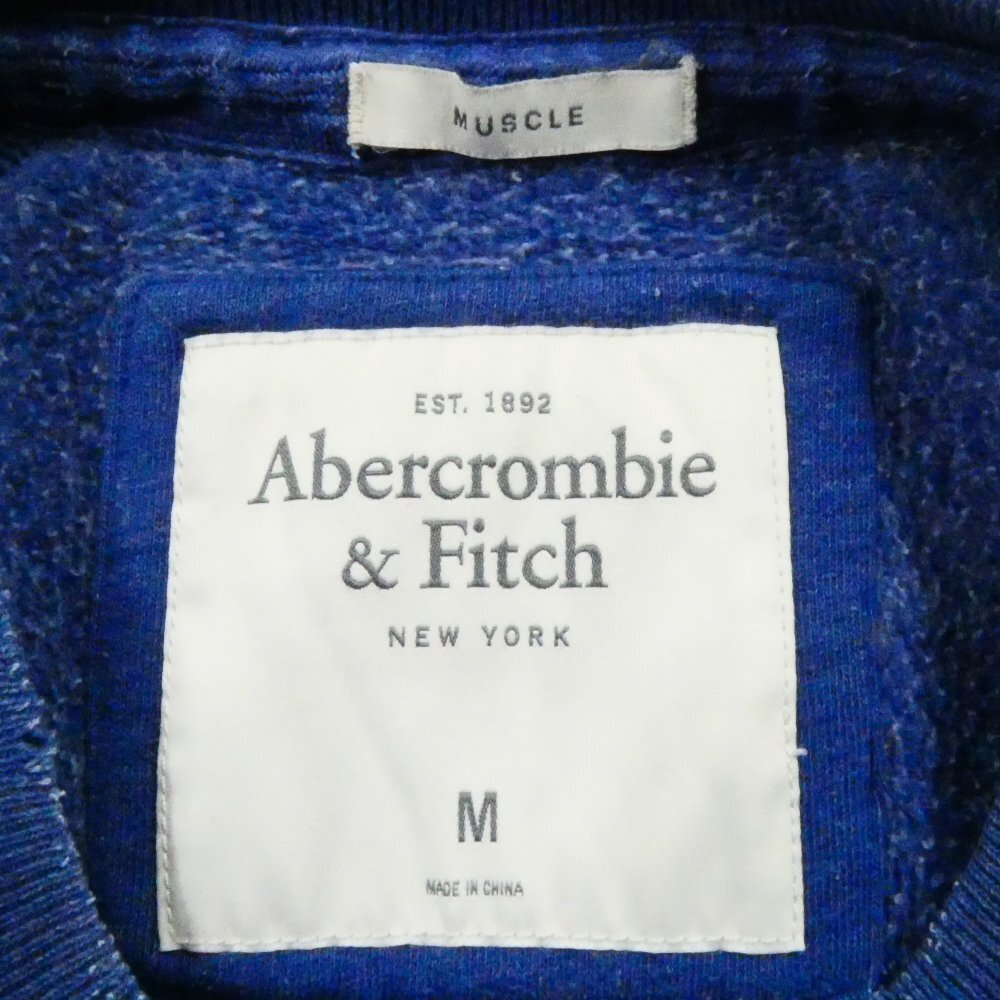 MUSCLE
EST. 1892
Abercrombie
& Fitch
NEW YORK
M
MADE IN CHINA